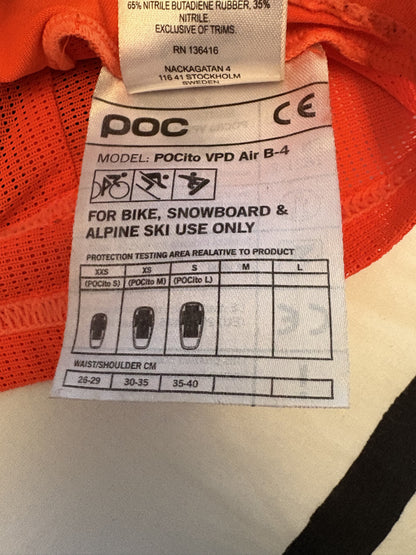 65% NITRILE BUTADIENE RUBBER, 35%
NITRILE.
EXCLUSIVE OF TRIMS.
RN 136416
NACKAGATAN 4
116 41 STOCKHOLM
SWEDEN
POC CE
MODEL: POCito VPD Air B-4
FOR BIKE, SNOWBOARD &
ALPINE SKI USE ONLY
PROTECTION TESTING AREA REALATIVE TO PRODUCT
XXS XS S M L
(POCito S) (POCito M) (POCito L)
WAIST/SHOULDER CM
26-29 30-35 35-40